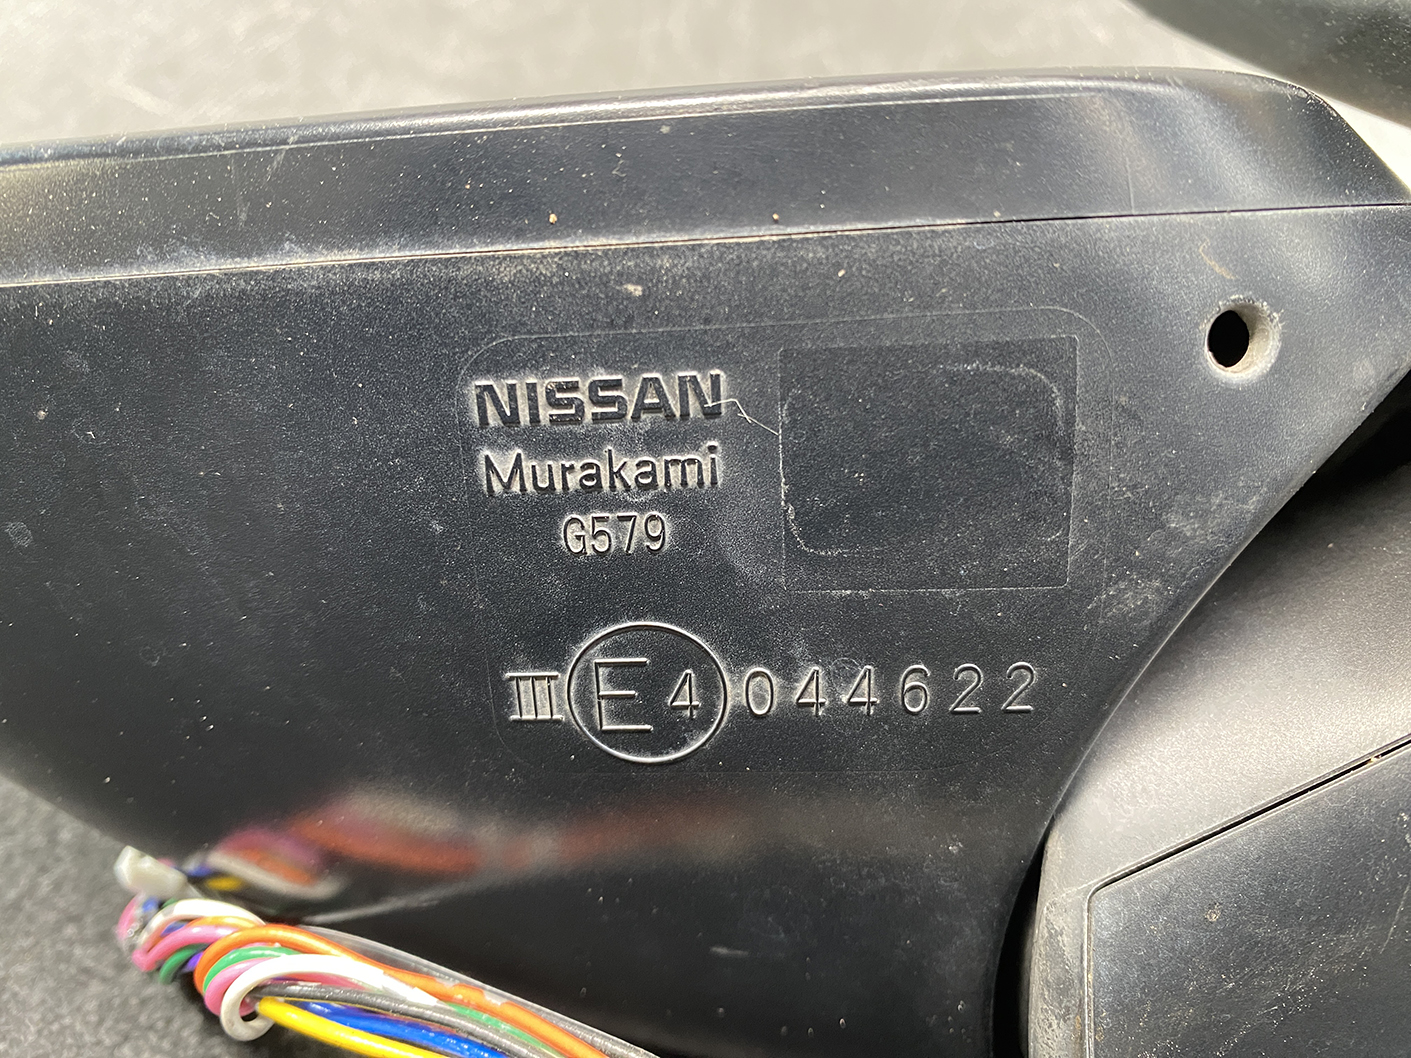 NISSAN
Murakami
G579
III E4 044622